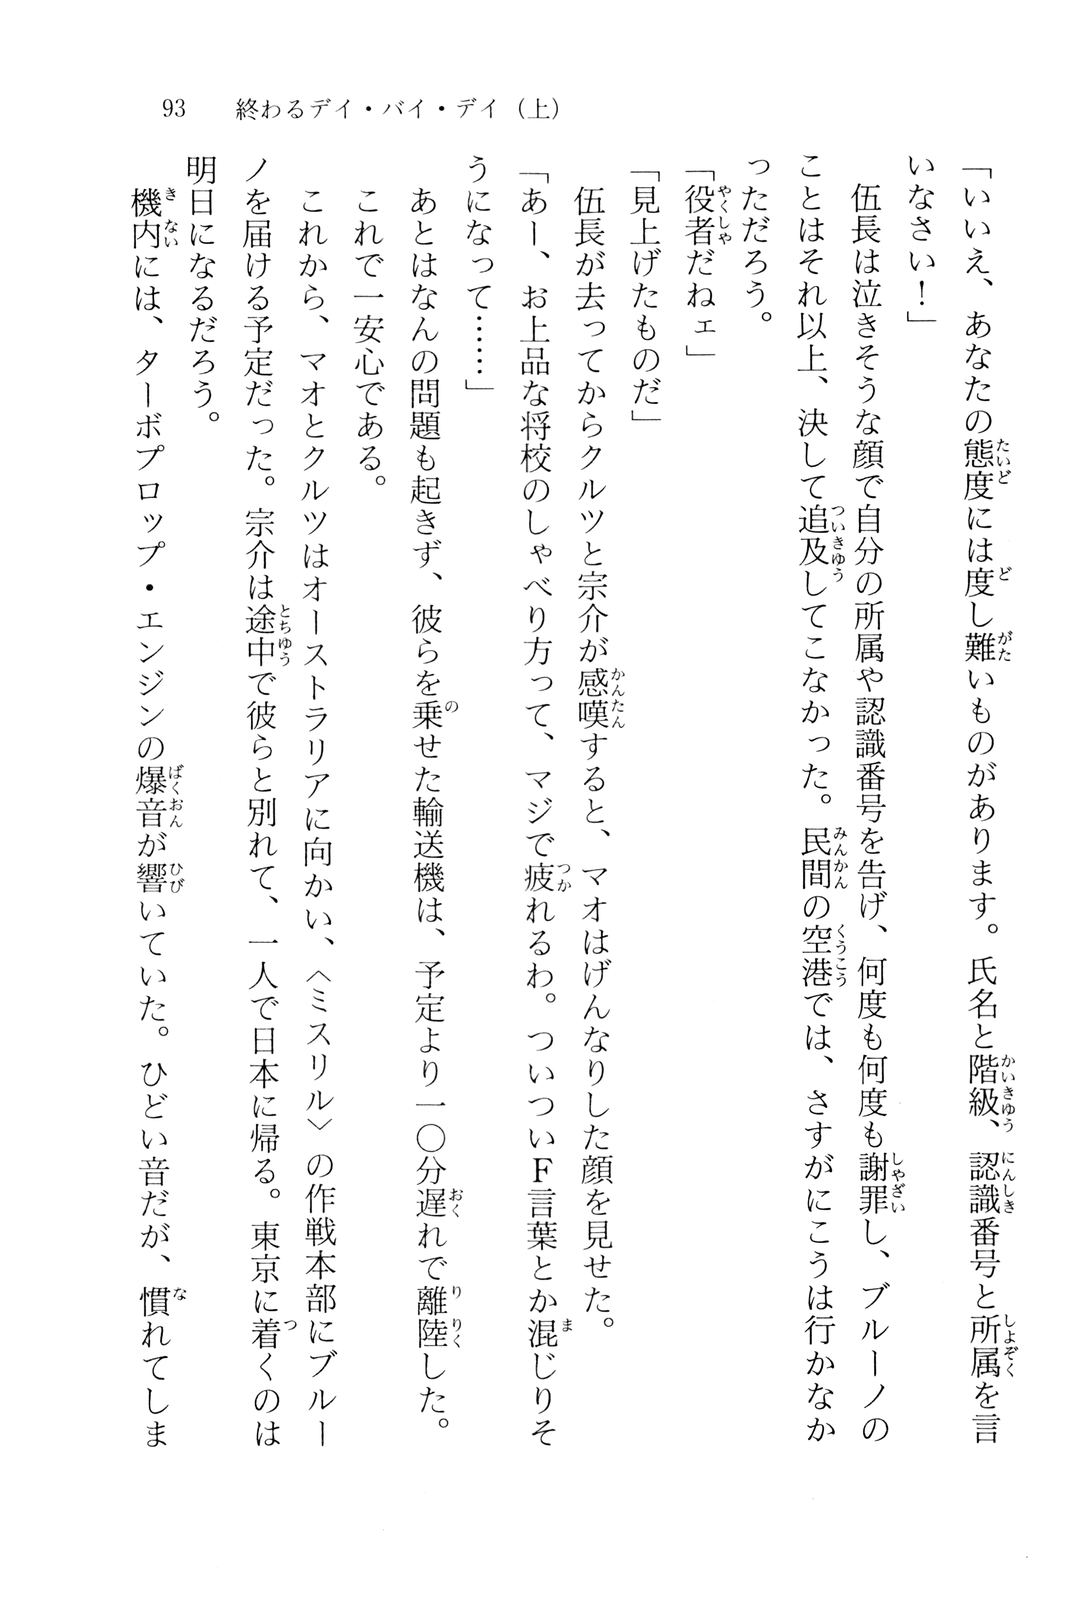 93　終わるデイ・バイ・デイ（上）
「いいえ、あなたの態度には度し難いものがあります。氏名と階級、認識番号と所属を言
いなさい！」
　伍長は泣きそうな顔で自分の所属や認識番号を告げ、何度も何度も謝罪し、ブルーノの
ことはそれ以上、決して追及してこなかった。民間の空港では、さすがにこうは行かなか
っただろう。
「役者だねェ」
「見上げたものだ」
　伍長が去ってからクルツと宗介が感嘆すると、マオはげんなりした顔を見せた。
「あー、お上品な将校のしゃべり方って、マジで疲れるわ。ついついＦ言葉とか混じりそ
うになって……」
　あとはなんの問題も起きず、彼らを乗せた輸送機は、予定より一〇分遅れで離陸した。
　これで一安心である。
　これから、マオとクルツはオーストラリアに向かい、〈ミスリル〉の作戦本部にブルー
ノを届ける予定だった。宗介は途中で彼らと別れて、一人で日本に帰る。東京に着くのは
明日になるだろう。
　機内には、ターボプロップ・エンジンの爆音が響いていた。ひどい音だが、慣れてしま